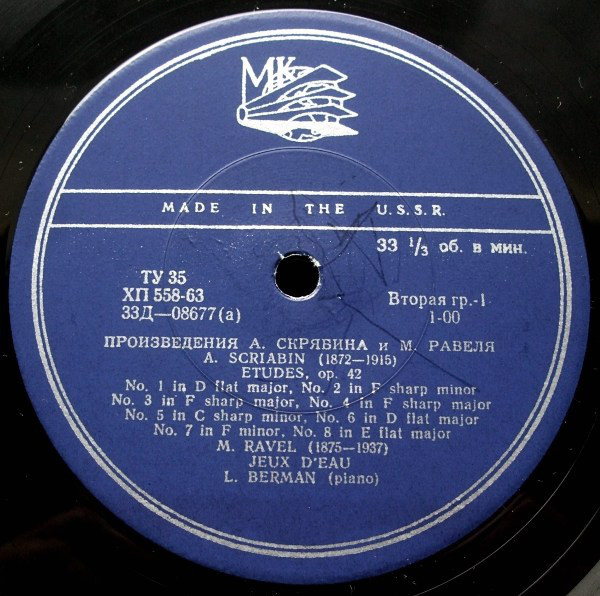 МК
MADE IN THE U.S.S.R.
33 ⅓ об. в мин.
ТУ 35
ХП 558-63
33Д—08677(а)
Вторая гр.-1
1-00
ПРОИЗВЕДЕНИЯ А. СКРЯБИНА и М. РАВЕЛЯ
A. SCRIABIN (1872—1915)
ETUDES, op. 42
No. 1 in D flat major, No. 2 in F sharp minor
No. 3 in F sharp major, No. 4 in F sharp major
No. 5 in C sharp minor, No. 6 in D flat major
No. 7 in F minor, No. 8 in E flat major
M. RAVEL (1875—1937)
JEUX D'EAU
L. BERMAN (piano)